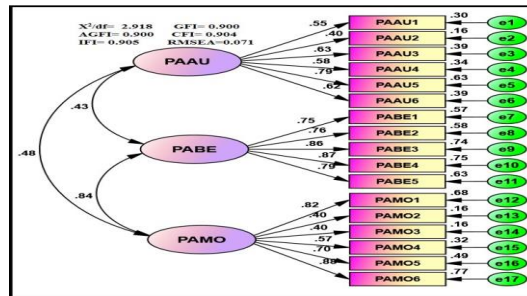 X²/df= 2.918 GFI= 0.900
AGFI= 0.900 CFI= 0.904
IFI= 0.905 RMSEA=0.071
PAAU
PABE
PAMO
.43
.48
.84
.55
.40
.63
.58
.79
.62
.75
.76
.86
.87
.79
.82
.40
.40
.57
.70
.88
PAAU1 .30 e1
PAAU2 .16 e2
PAAU3 .39 e3
PAAU4 .34 e4
PAAU5 .63 e5
PAAU6 .39 e6
PABE1 .57 e7
PABE2 .58 e8
PABE3 .74 e9
PABE4 .75 e10
PABE5 .63 e11
PAMO1 .68 e12
PAMO2 .16 e13
PAMO3 .16 e14
PAMO4 .32 e15
PAMO5 .49 e16
PAMO6 .77 e17